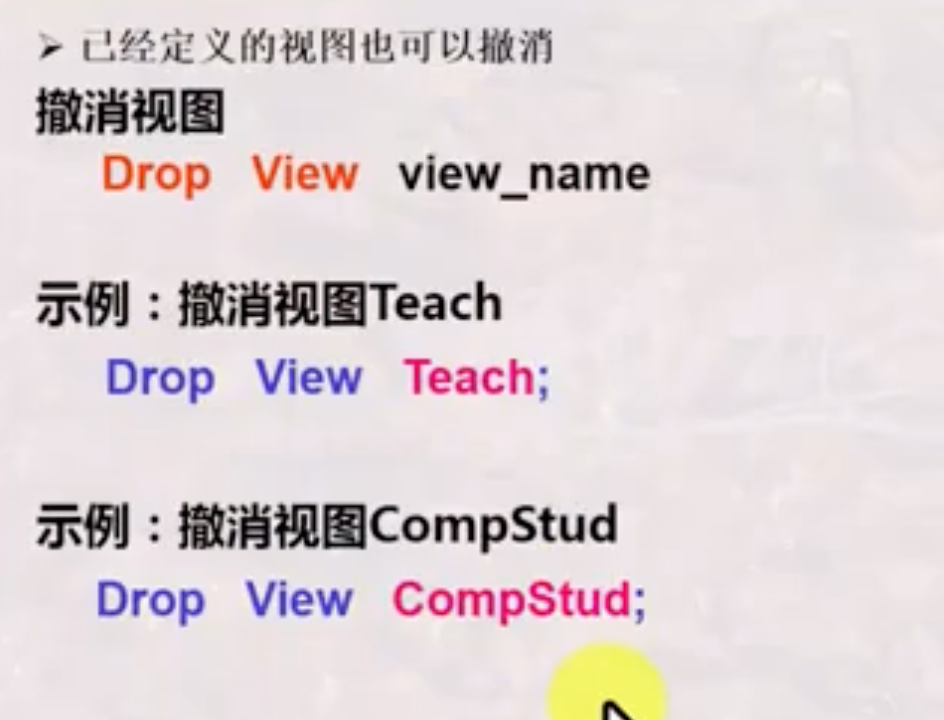 ➢ 已经定义的视图也可以撤消
撤消视图
Drop View view_name
示例：撤消视图Teach
Drop View Teach;
示例：撤消视图CompStud
Drop View CompStud;